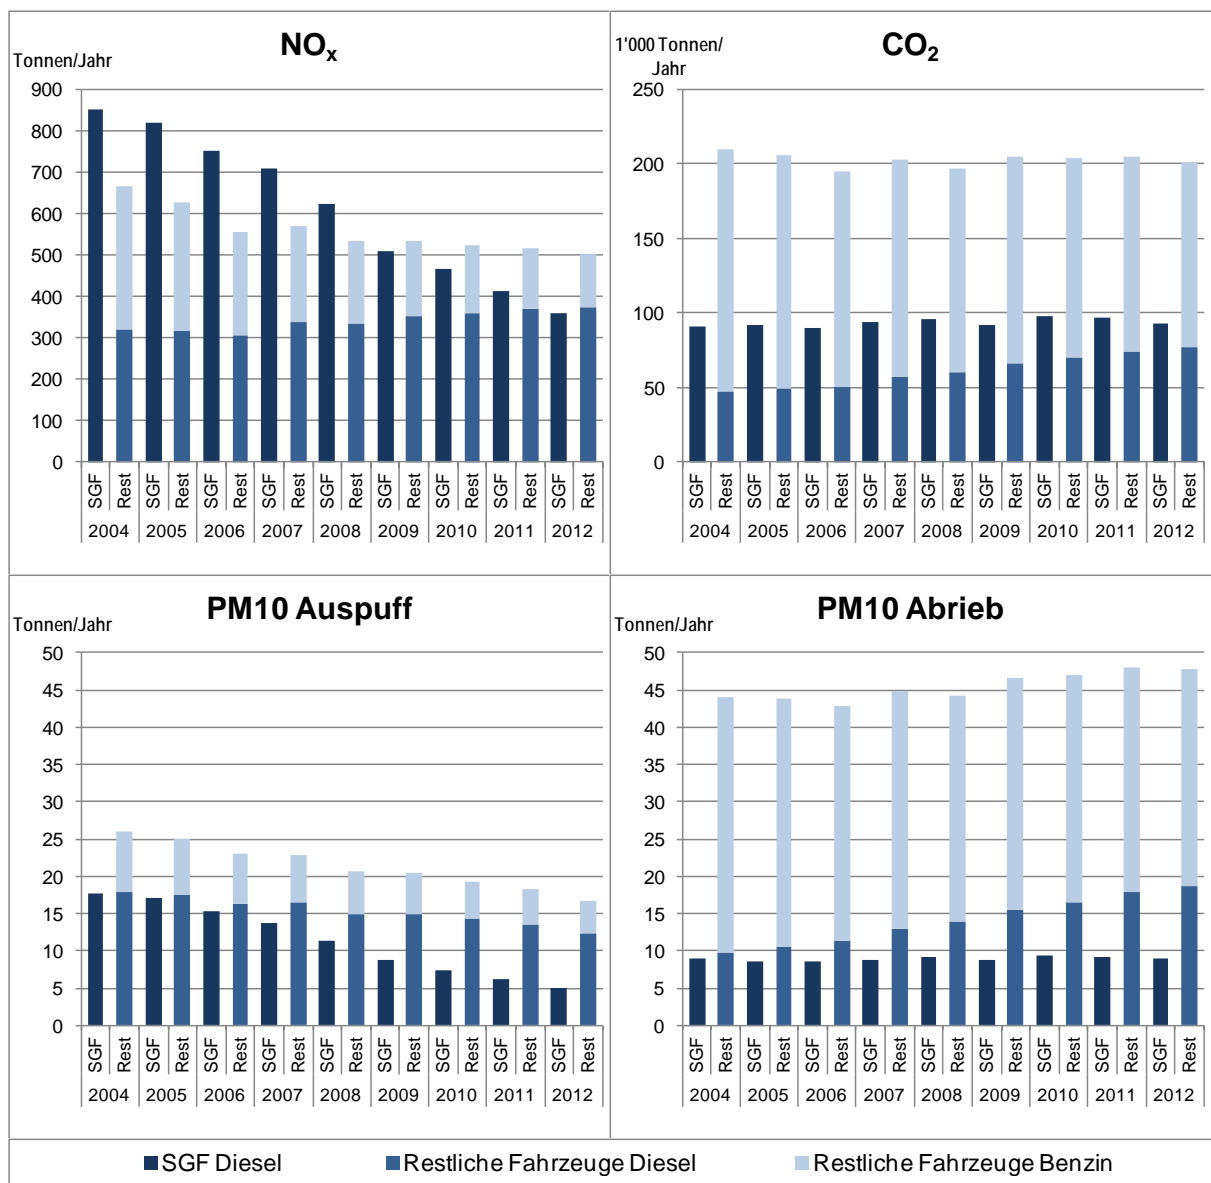 NOx
Tonnen/Jahr
900
800
700
600
500
400
300
200
100
0
SGF Rest SGF Rest SGF Rest SGF Rest SGF Rest SGF Rest SGF Rest SGF Rest SGF Rest
2004 2005 2006 2007 2008 2009 2010 2011 2012
CO2
1'000 Tonnen/
Jahr
250
200
150
100
50
0
SGF Rest SGF Rest SGF Rest SGF Rest SGF Rest SGF Rest SGF Rest SGF Rest SGF Rest
2004 2005 2006 2007 2008 2009 2010 2011 2012
PM10 Auspuff
Tonnen/Jahr
50
45
40
35
30
25
20
15
10
5
0
SGF Rest SGF Rest SGF Rest SGF Rest SGF Rest SGF Rest SGF Rest SGF Rest SGF Rest
2004 2005 2006 2007 2008 2009 2010 2011 2012
PM10 Abrieb
Tonnen/Jahr
50
45
40
35
30
25
20
15
10
5
0
SGF Rest SGF Rest SGF Rest SGF Rest SGF Rest SGF Rest SGF Rest SGF Rest SGF Rest
2004 2005 2006 2007 2008 2009 2010 2011 2012
SGF Diesel Restliche Fahrzeuge Diesel Restliche Fahrzeuge Benzin